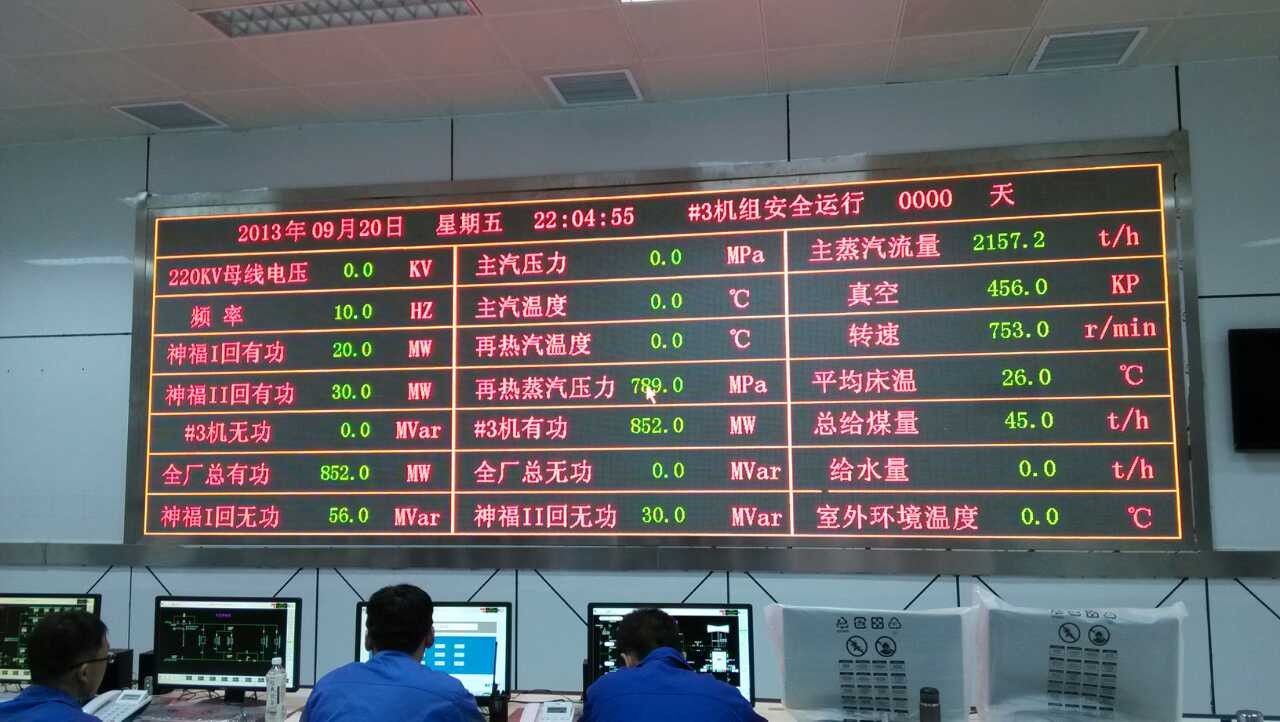 2013年09月20日 星期五 22:04:55 #3机组安全运行 0000 天
220KV母线电压 0.0 KV 主汽压力 0.0 MPa 主蒸汽流量 2157.2 t/h
频率 10.0 HZ 主汽温度 0.0 ℃ 真空 456.0 KP
神福I回有功 20.0 MW 再热汽温度 0.0 ℃ 转速 753.0 r/min
神福II回有功 30.0 MW 再热蒸汽压力 789.0 MPa 平均床温 26.0 ℃
#3机无功 0.0 MVar #3机有功 852.0 MW 总给煤量 45.0 t/h
全厂总有功 852.0 MW 全厂总无功 0.0 MVar 给水量 0.0 t/h
神福I回无功 56.0 MVar 神福II回无功 30.0 MVar 室外环境温度 0.0 ℃